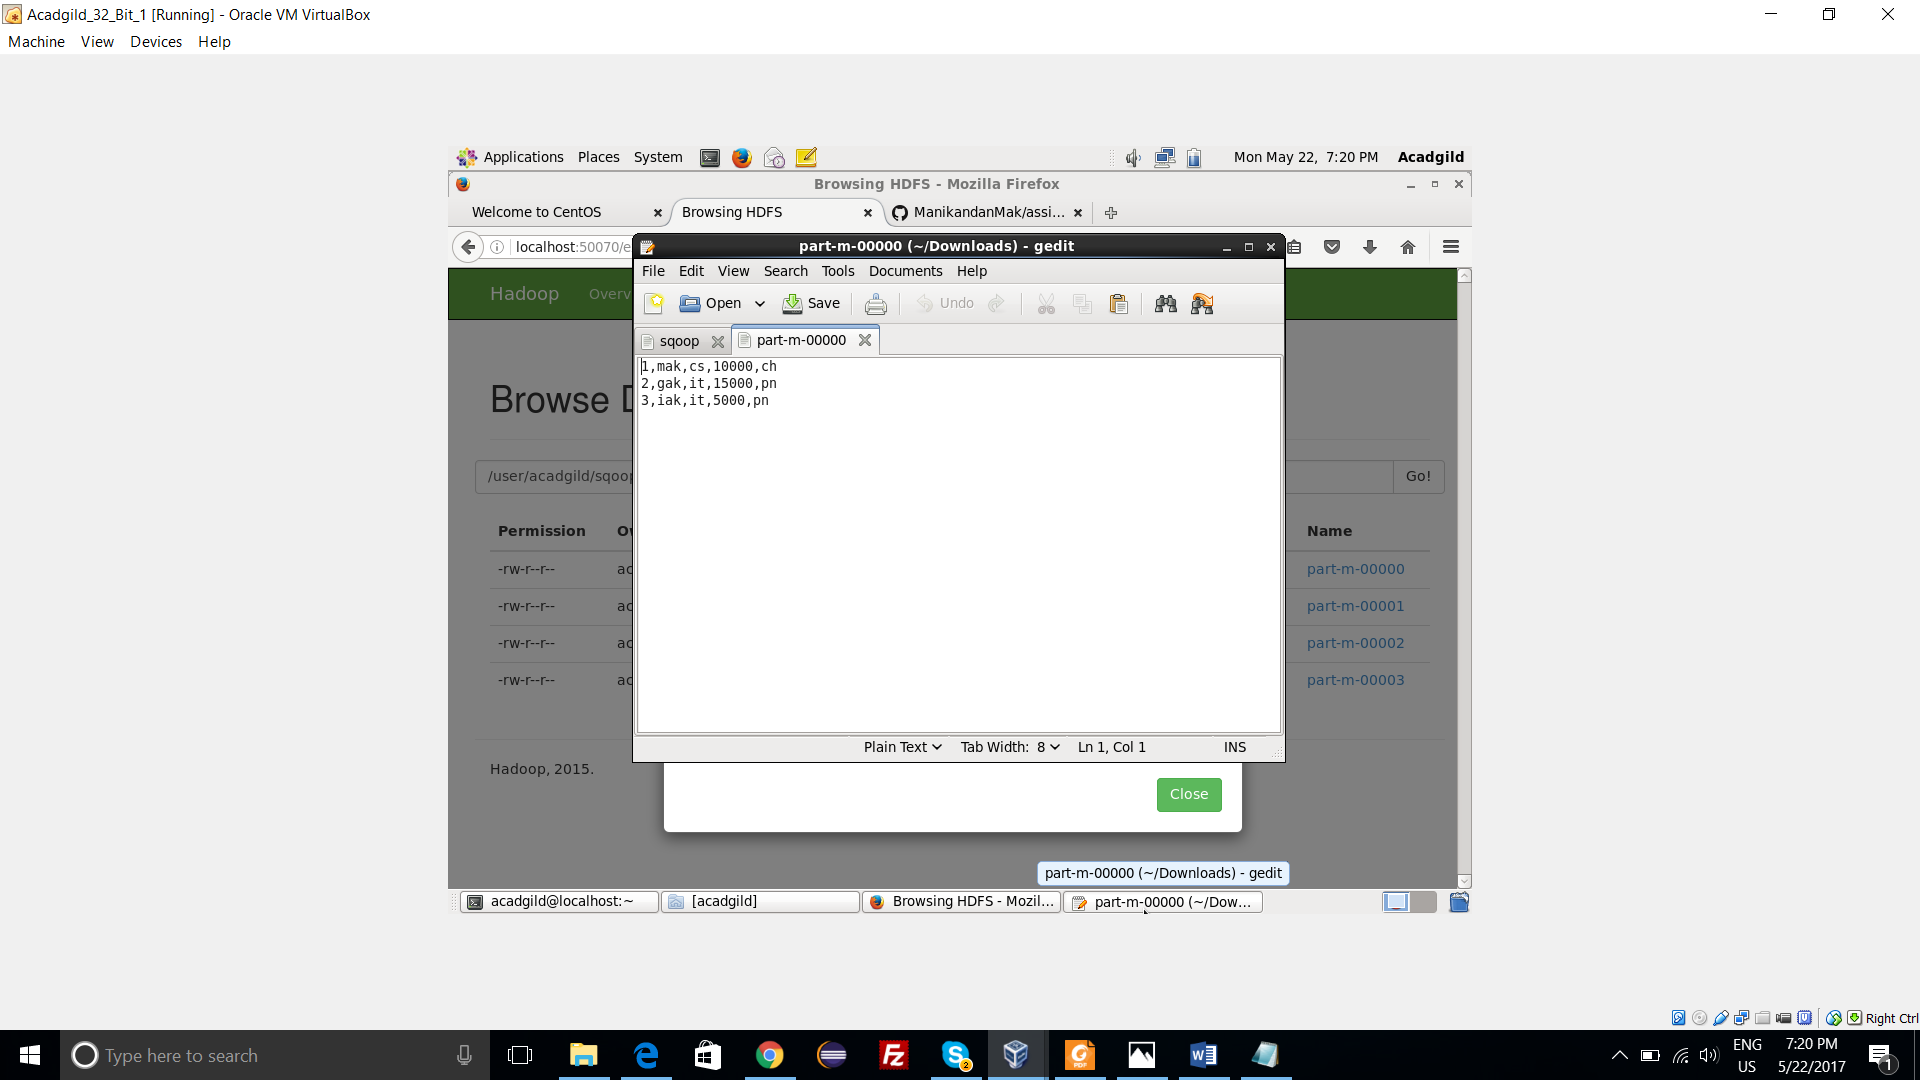 Acadgild_32_Bit_1 [Running] - Oracle VM VirtualBox
Machine View Devices Help
Applications Places System Mon May 22, 7:20 PM Acadgild
Browsing HDFS - Mozilla Firefox
Welcome to CentOS Browsing HDFS ManikandanMak/assi...
localhost:50070/e
part-m-00000 (~/Downloads) - gedit
File Edit View Search Tools Documents Help
Hadoop Overv
Open Save Undo
sqoop part-m-00000
1,mak,cs,10000,ch
2,gak,it,15000,pn
3,iak,it,5000,pn
Browse D
/user/acadgild/sqoop Go!
Permission Ow Name
-rw-r--r-- ac part-m-00000
-rw-r--r-- ac part-m-00001
-rw-r--r-- ac part-m-00002
-rw-r--r-- ac part-m-00003
Plain Text Tab Width: 8 Ln 1, Col 1 INS
Hadoop, 2015.
Close
part-m-00000 (~/Downloads) - gedit
acadgild@localhost:~ [acadgild] Browsing HDFS - Mozil... part-m-00000 (~/Dow...
Right Ctrl
Type here to search
ENG
US
7:20 PM
5/22/2017
2
1